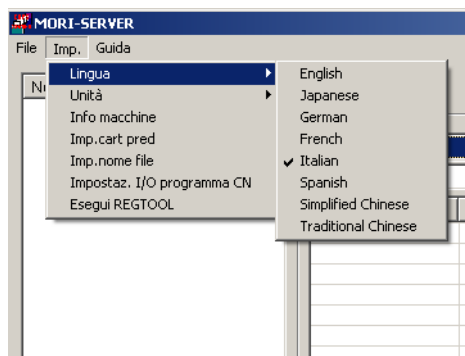 MORI-SERVER
File Imp. Guida
Lingua
Unità
Info macchine
Imp.cart pred
Imp.nome file
Impostaz. I/O programma CN
Esegui REGTOOL
English
Japanese
German
French
Italian
Spanish
Simplified Chinese
Traditional Chinese